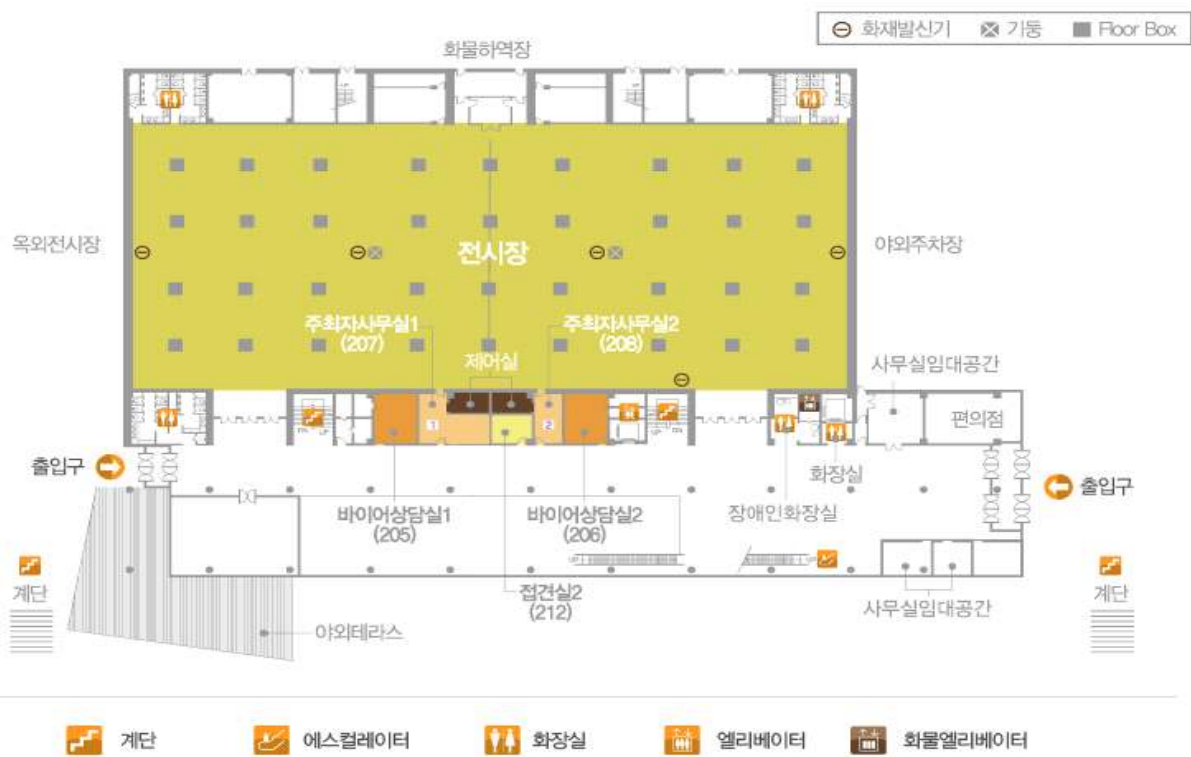 화재발신기 기둥 Floor Box
화물하역장
옥외전시장
전시장
야외주차장
주최자사무실1
(207)
주최자사무실2
(208)
제어실
사무실임대공간
편의점
1
2
출입구
화장실
출입구
바이어상담실1
(205)
바이어상담실2
(206)
장애인화장실
계단
접견실2
(212)
사무실임대공간
계단
야외테라스
계단 에스컬레이터 화장실 엘리베이터 화물엘리베이터